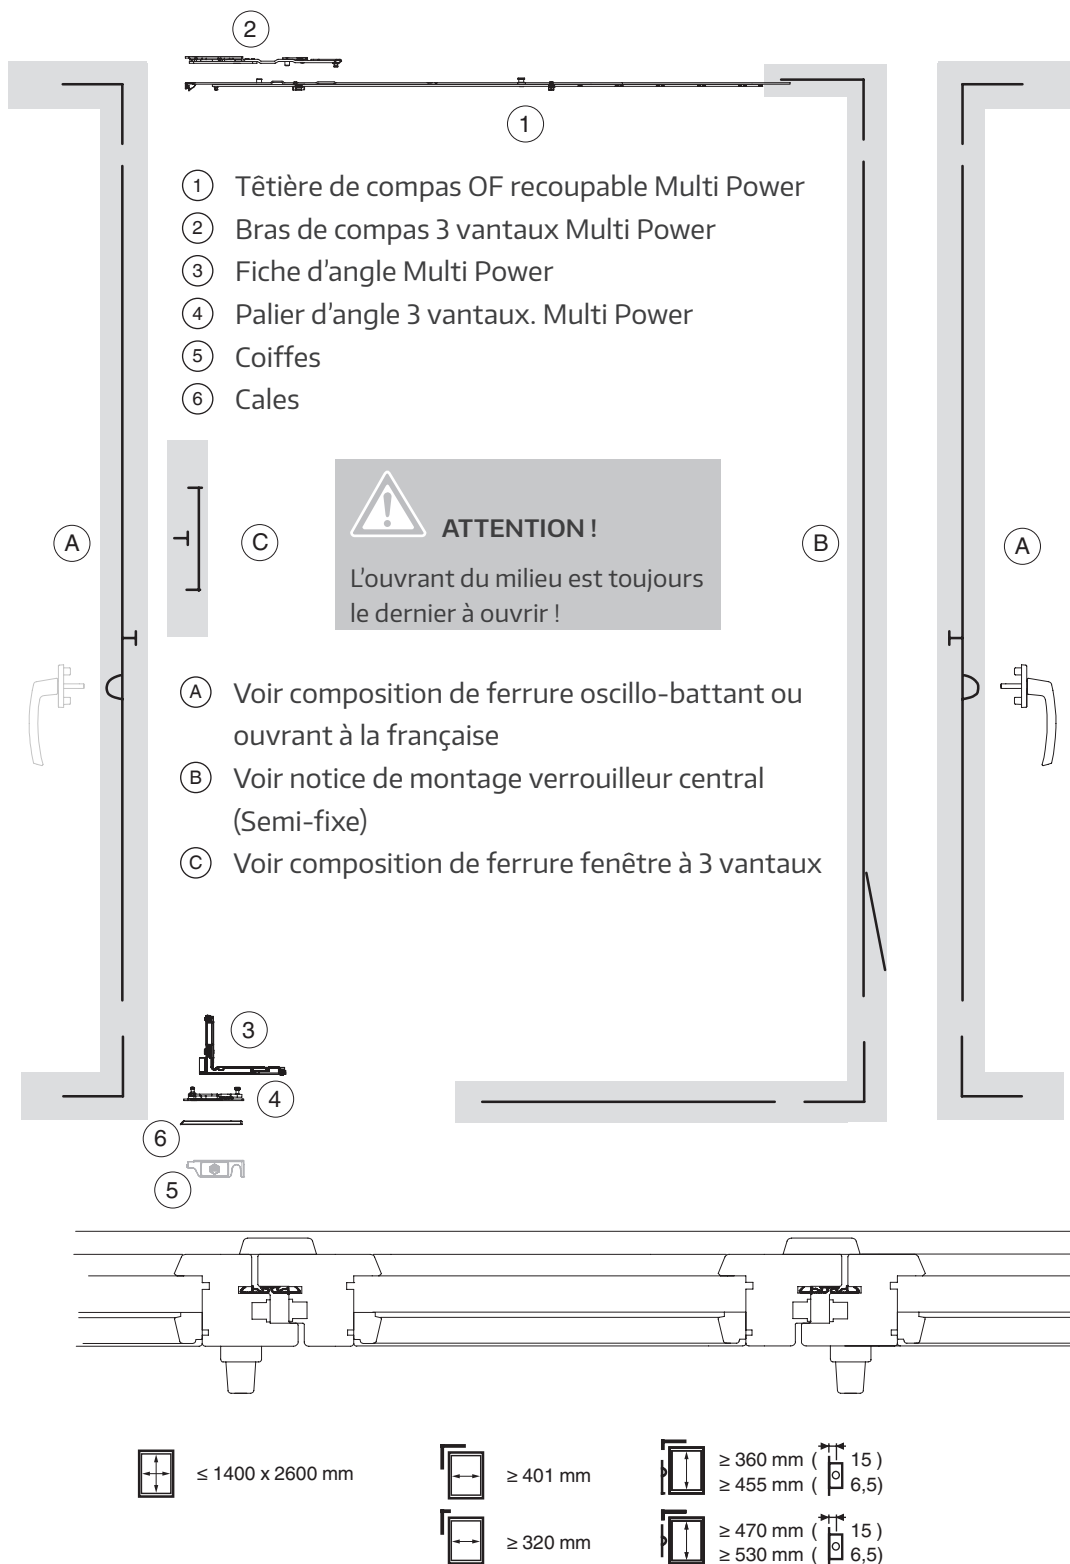 2
1
1 Têtière de compas OF recoupable Multi Power
2 Bras de compas 3 vantaux Multi Power
3 Fiche d'angle Multi Power
4 Palier d'angle 3 vantaux. Multi Power
5 Coiffes
6 Cales
A
C
ATTENTION !
L'ouvrant du milieu est toujours
le dernier à ouvrir !
B
A
A Voir composition de ferrure oscillo-battant ou
ouvrant à la française
B Voir notice de montage verrouilleur central
(Semi-fixe)
C Voir composition de ferrure fenêtre à 3 vantaux
3
4
6
5
≤ 1400 x 2600 mm
≥ 401 mm
≥ 320 mm
≥ 360 mm ( 15 )
≥ 455 mm ( 6,5)
≥ 470 mm ( 15 )
≥ 530 mm ( 6,5)